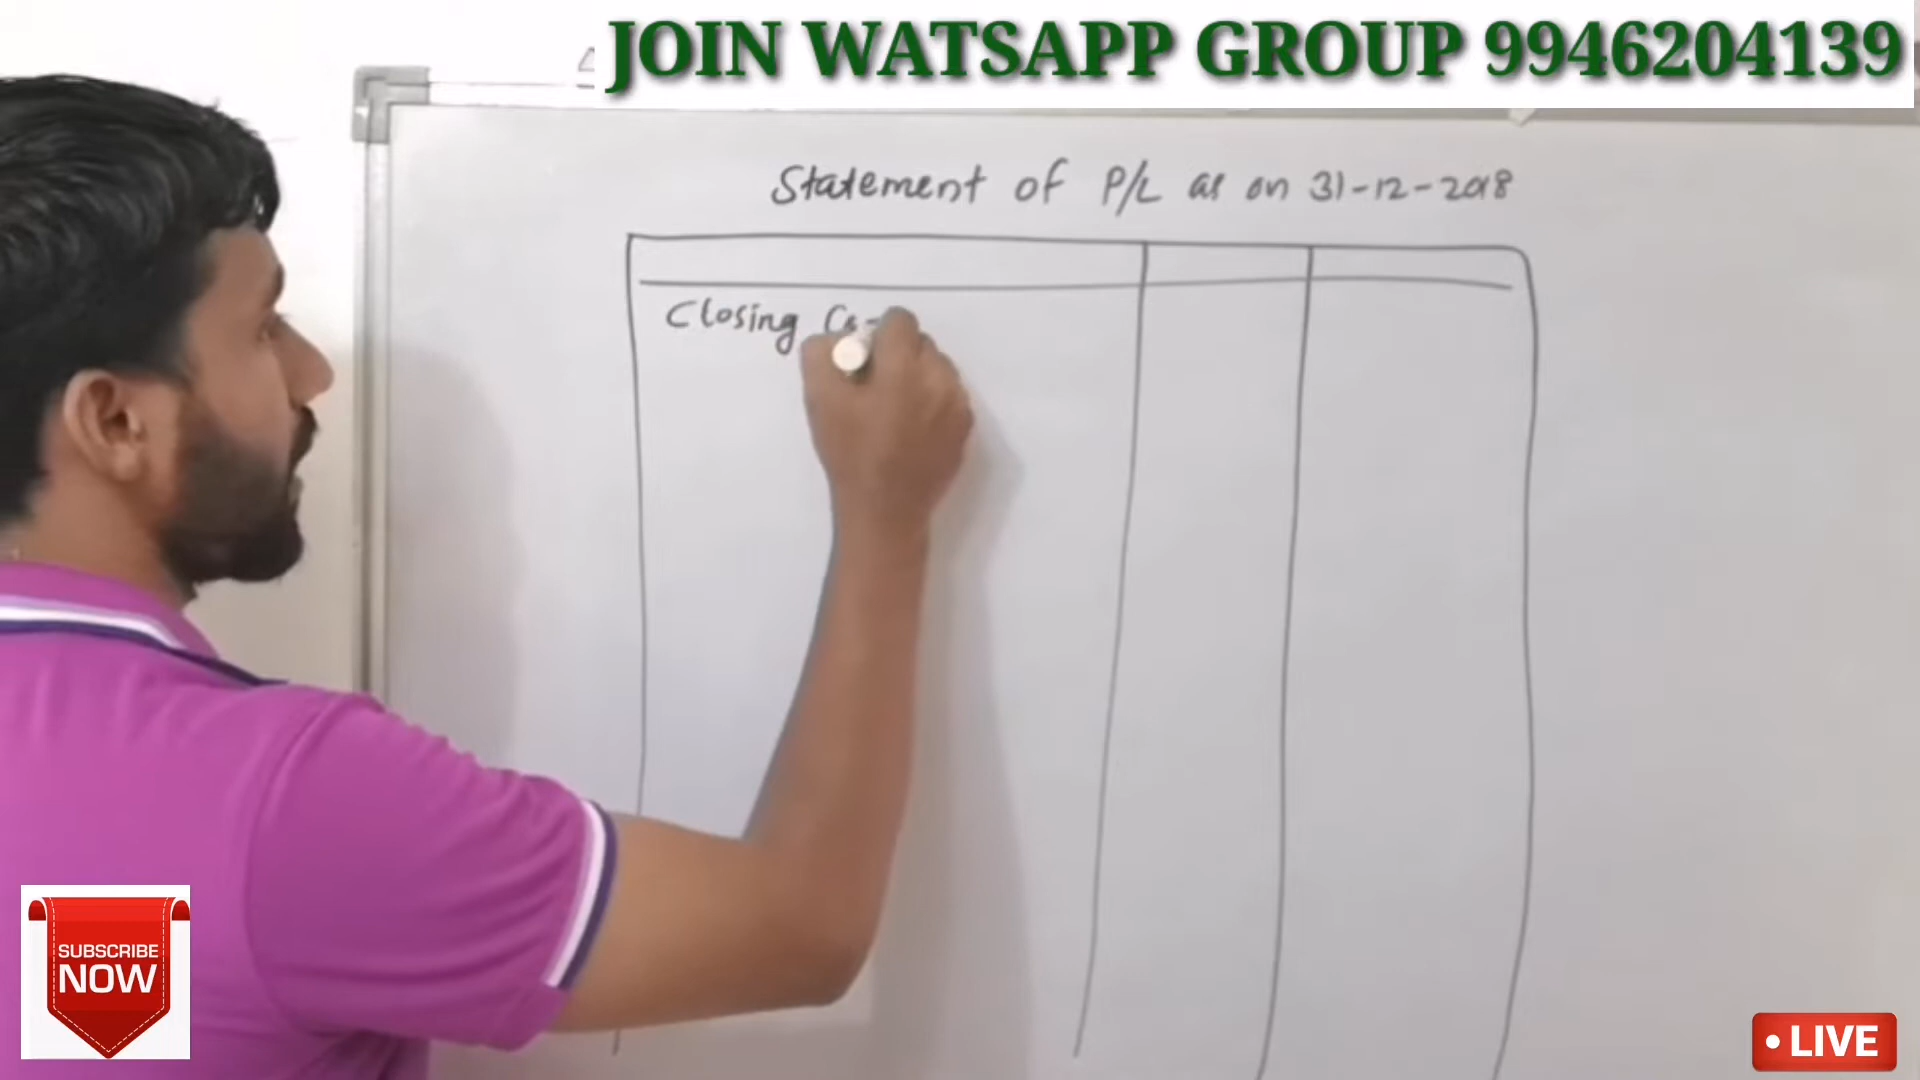 JOIN WATSAPP GROUP 9946204139
Statement of P/L as on 31-12-2018
Closing
SUBSCRIBE
NOW
LIVE